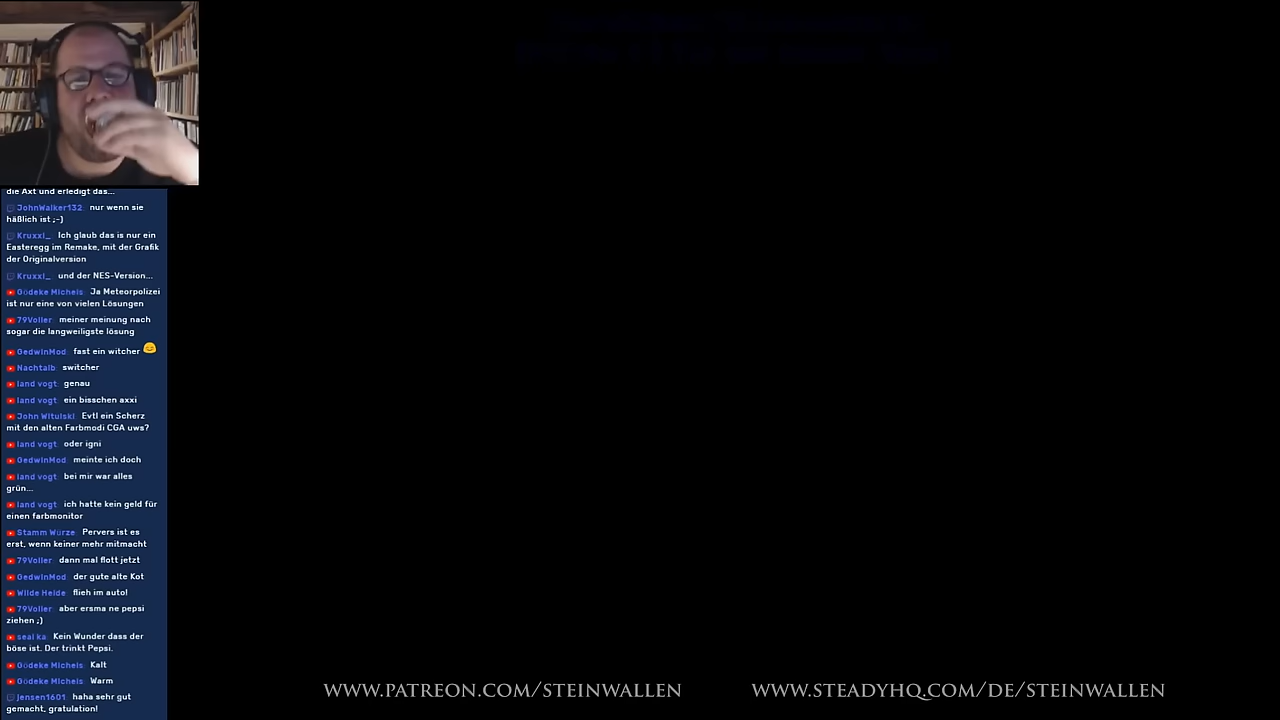 die Axt und erledigt das...
JohnWalker132 nur wenn sie
häßlich ist ;-)
Kruxxi_ Ich glaub das is nur ein
Easteregg im Remake, mit der Grafik
der Originalversion
Kruxxi_ und der NES-Version...
Gödeke Michels Ja Meteorpolizei
ist nur eine von vielen Lösungen
79Voller meiner meinung nach
sogar die langweiligste lösung
GedwinMod fast ein witcher 😊
Nachtalb switcher
land vogt genau
land vogt ein bisschen axxi
John Witulski Evtl ein Scherz
mit den alten Farbmodi CGA uws?
land vogt oder igni
GedwinMod meinte ich doch
land vogt bei mir war alles
grün...
land vogt ich hatte kein geld für
einen farbmonitor
Stamm Würze Pervers ist es
erst, wenn keiner mehr mitmacht
79Voller dann mal flott jetzt
GedwinMod der gute alte Kot
Wilde Heide flieh im auto!
79Voller aber ersma ne pepsi
ziehen ;)
seal ka Kein Wunder dass der
böse ist. Der trinkt Pepsi.
Gödeke Michels Kalt
Gödeke Michels Warm
jensen1601 haha sehr gut
gemacht, gratulation!
WWW.PATREON.COM/STEINWALLEN
WWW.STEADYHQ.COM/DE/STEINWALLEN